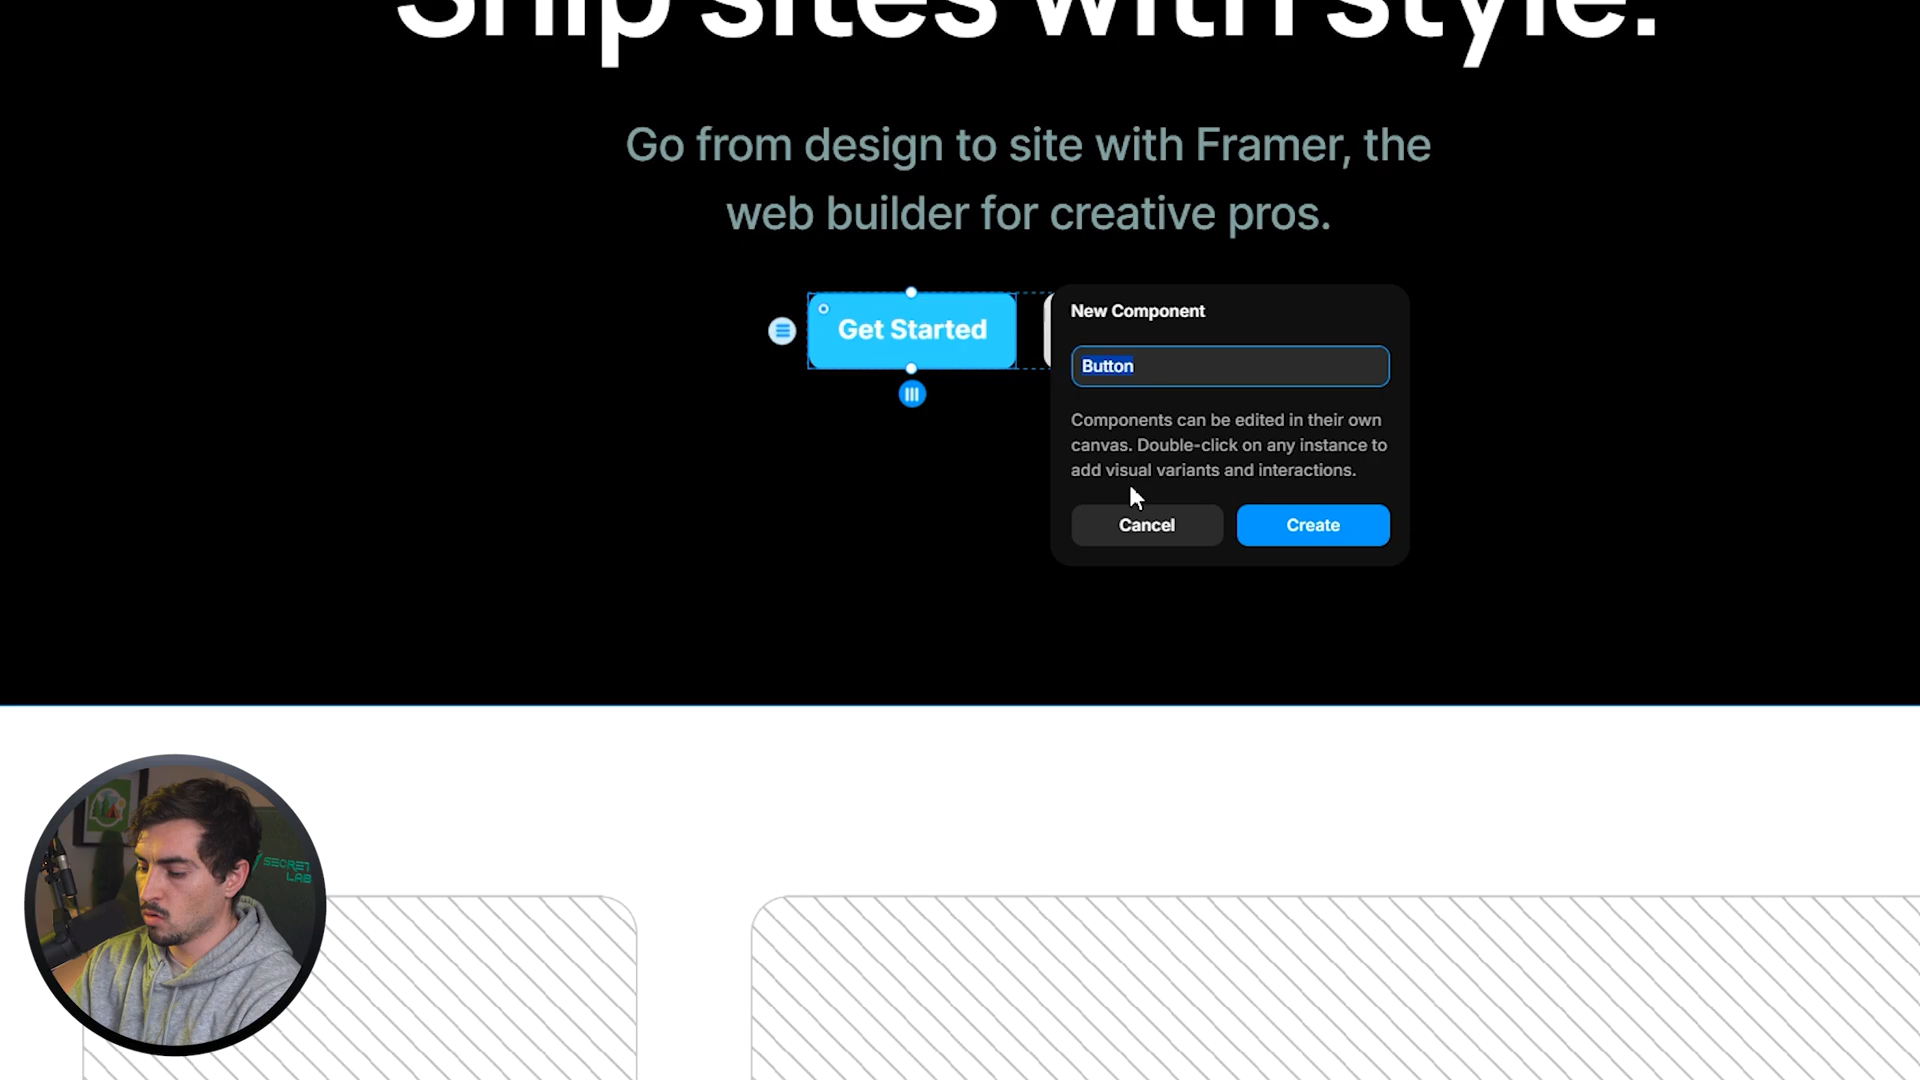 Ship sites with style.
Go from design to site with Framer, the
web builder for creative pros.
Get Started
New Component
Button
Components can be edited in their own
canvas. Double-click on any instance to
add visual variants and interactions.
Cancel
Create
SECRET
LAB